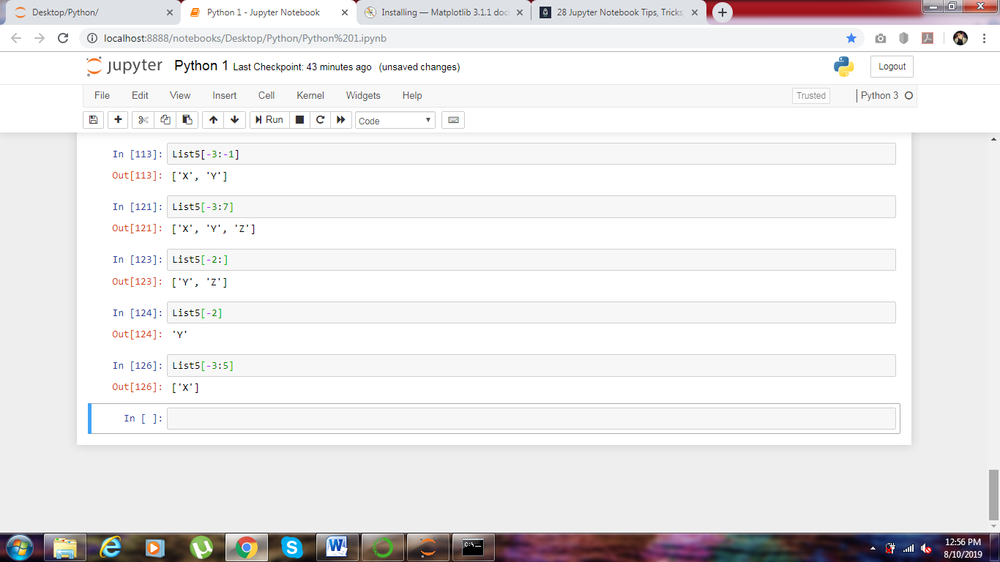 Desktop/Python/
Python 1 - Jupyter Notebook
Installing — Matplotlib 3.1.1 doc
28 Jupyter Notebook Tips, Tricks,
localhost:8888/notebooks/Desktop/Python/Python%201.ipynb
jupyter Python 1 Last Checkpoint: 43 minutes ago (unsaved changes)
Logout
File Edit View Insert Cell Kernel Widgets Help
Trusted
Python 3
Run
Code
In [113]: List5[-3:-1]
Out[113]: ['X', 'Y']
In [121]: List5[-3:7]
Out[121]: ['X', 'Y', 'Z']
In [123]: List5[-2:]
Out[123]: ['Y', 'Z']
In [124]: List5[-2]
Out[124]: 'Y'
In [126]: List5[-3:5]
Out[126]: ['X']
In [ ]:
C:\
12:56 PM
8/10/2019